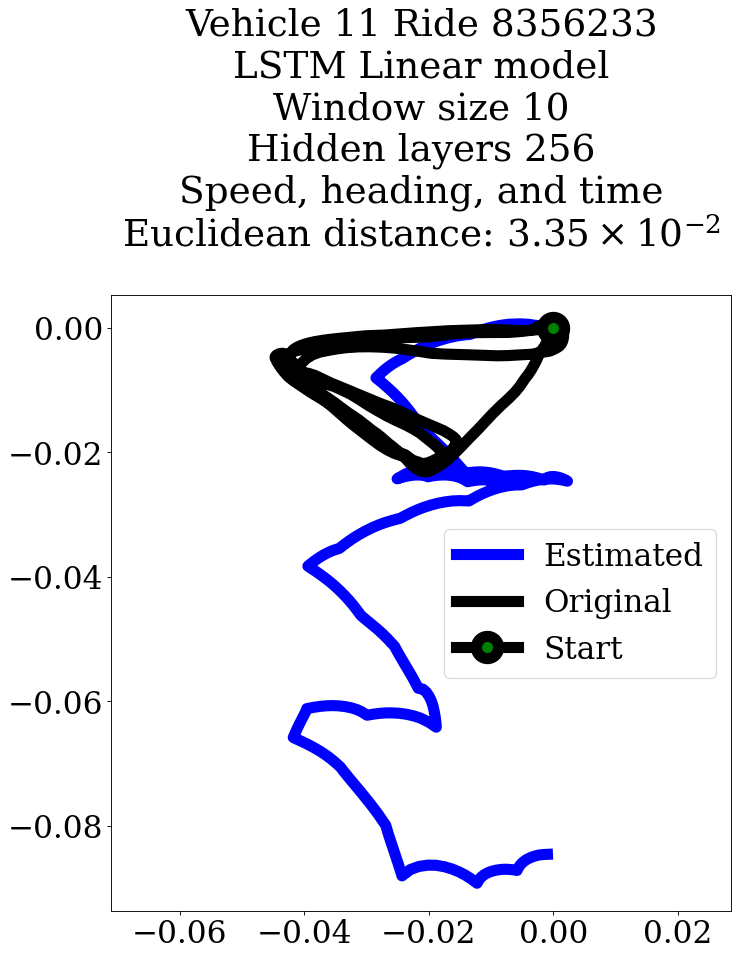 Vehicle 11 Ride 8356233
LSTM Linear model
Window size 10
Hidden layers 256
Speed, heading, and time
Euclidean distance: 3.35 × 10⁻²
0.00
−0.02
−0.04
−0.06
−0.08
Estimated
Original
Start
−0.06 −0.04 −0.02 0.00 0.02